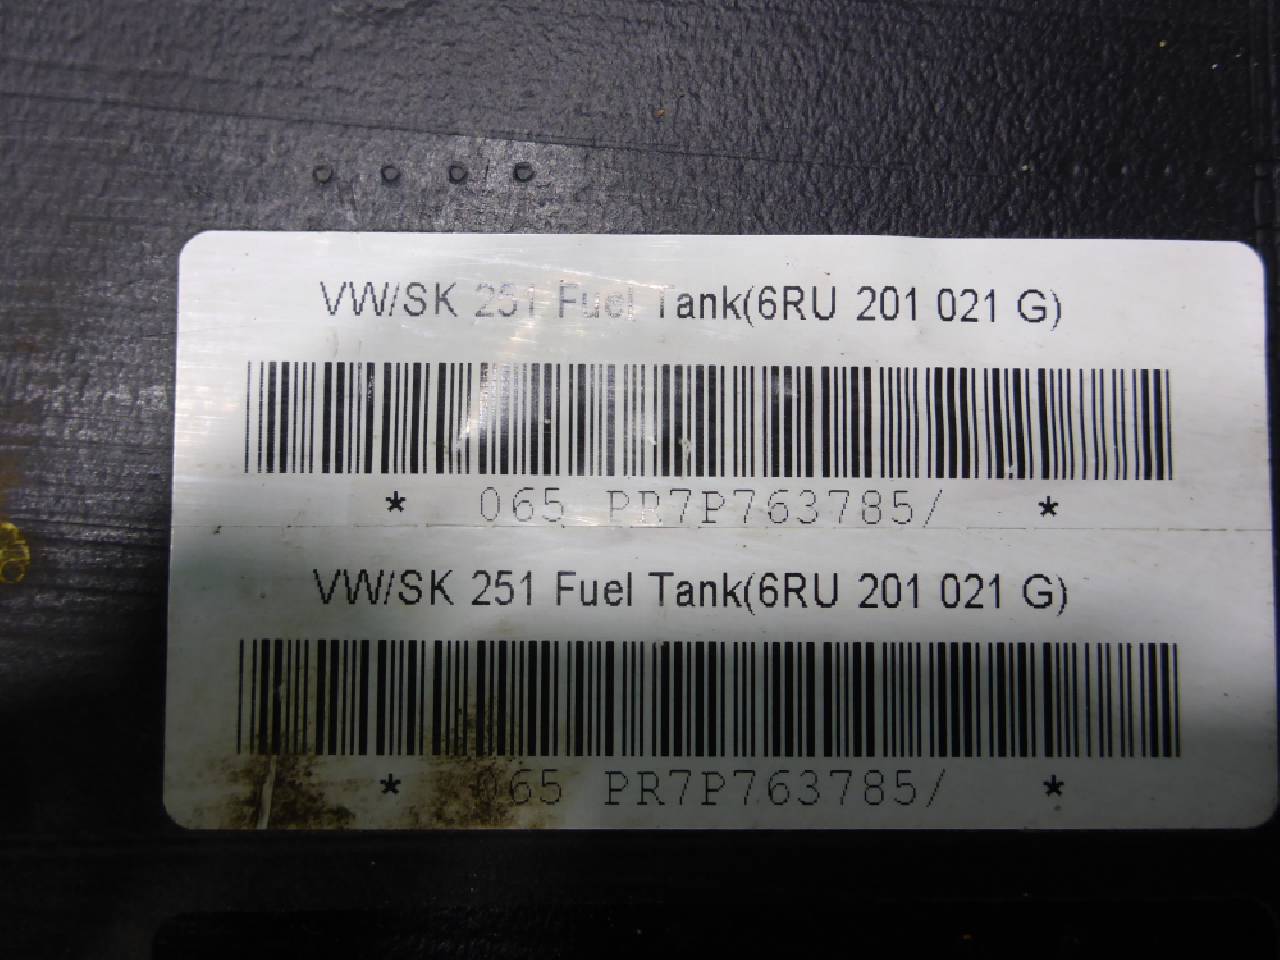 VW/SK 251 Fuel Tank(6RU 201 021 G)
* 065 PR7P763785/ *
VW/SK 251 Fuel Tank(6RU 201 021 G)
* 065 PR7P763785/ *